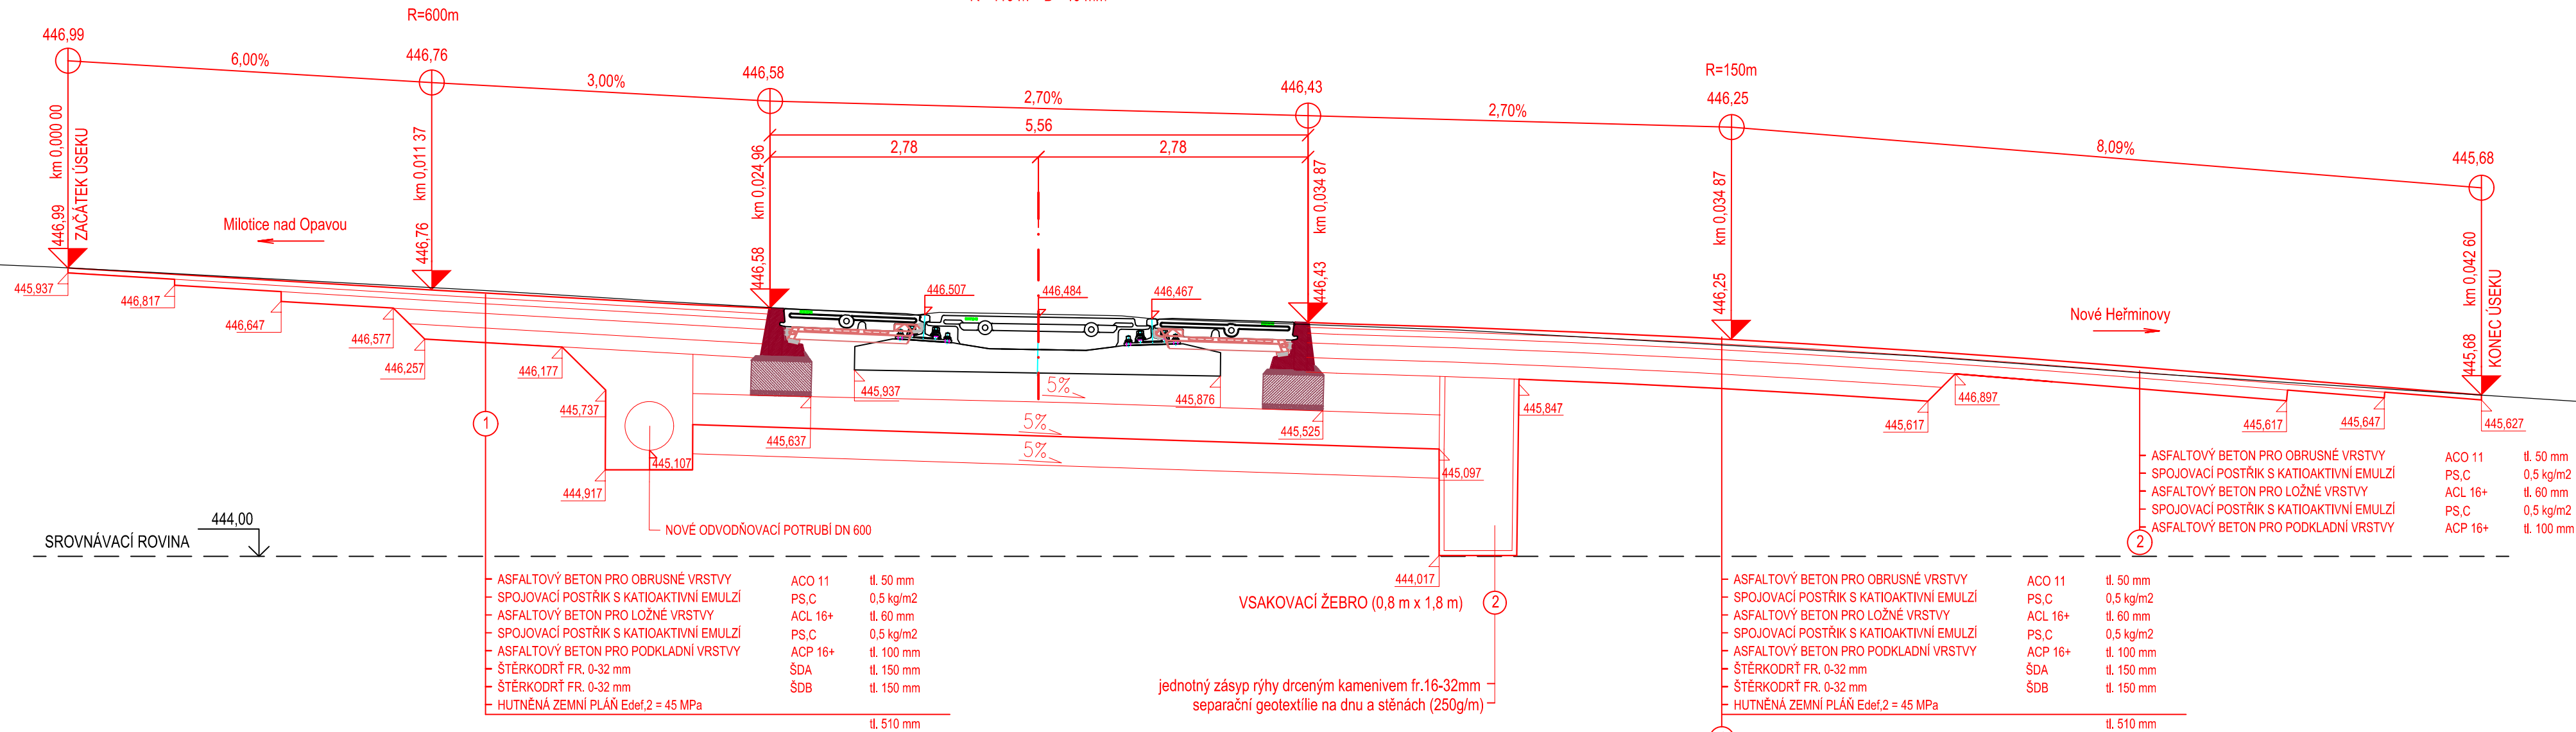 R=600m
R=150m
446,99
446,76
446,58
446,43
446,25
445,68
6,00%
3,00%
2,70%
2,70%
8,09%
5,56
2,78
2,78
km 0,000 00
446,99
ZAČÁTEK ÚSEKU
km 0,011 37
446,76
km 0,024 96
446,58
km 0,034 87
446,43
km 0,034 87
446,25
km 0,042 60
445,68
KONEC ÚSEKU
Milotice nad Opavou
Nové Heřminovy
445,937
446,817
446,647
446,577
446,257
446,177
445,737
444,917
445,107
446,507
446,484
446,467
445,937
445,876
445,637
445,525
5%
5%
5%
445,097
445,847
444,017
445,617
446,897
445,617
445,647
445,627
NOVÉ ODVODŇOVACÍ POTRUBÍ DN 600
444,00
SROVNÁVACÍ ROVINA
1
ASFALTOVÝ BETON PRO OBRUSNÉ VRSTVY ACO 11 tl. 50 mm
SPOJOVACÍ POSTŘIK S KATIOAKTIVNÍ EMULZÍ PS,C 0,5 kg/m2
ASFALTOVÝ BETON PRO LOŽNÉ VRSTVY ACL 16+ tl. 60 mm
SPOJOVACÍ POSTŘIK S KATIOAKTIVNÍ EMULZÍ PS,C 0,5 kg/m2
ASFALTOVÝ BETON PRO PODKLADNÍ VRSTVY ACP 16+ tl. 100 mm
ŠTĚRKODRŤ FR. 0-32 mm ŠDA tl. 150 mm
ŠTĚRKODRŤ FR. 0-32 mm ŠDB tl. 150 mm
HUTNĚNÁ ZEMNÍ PLÁŇ Edef,2 = 45 MPa
tl. 510 mm
VSAKOVACÍ ŽEBRO (0,8 m x 1,8 m) 2
jednotný zásyp rýhy drceným kamenivem fr.16-32mm
separační geotextílie na dnu a stěnách (250g/m)
ASFALTOVÝ BETON PRO OBRUSNÉ VRSTVY ACO 11 tl. 50 mm
SPOJOVACÍ POSTŘIK S KATIOAKTIVNÍ EMULZÍ PS,C 0,5 kg/m2
ASFALTOVÝ BETON PRO LOŽNÉ VRSTVY ACL 16+ tl. 60 mm
SPOJOVACÍ POSTŘIK S KATIOAKTIVNÍ EMULZÍ PS,C 0,5 kg/m2
ASFALTOVÝ BETON PRO PODKLADNÍ VRSTVY ACP 16+ tl. 100 mm
ŠTĚRKODRŤ FR. 0-32 mm ŠDA tl. 150 mm
ŠTĚRKODRŤ FR. 0-32 mm ŠDB tl. 150 mm
HUTNĚNÁ ZEMNÍ PLÁŇ Edef,2 = 45 MPa
tl. 510 mm
ASFALTOVÝ BETON PRO OBRUSNÉ VRSTVY ACO 11 tl. 50 mm
SPOJOVACÍ POSTŘIK S KATIOAKTIVNÍ EMULZÍ PS,C 0,5 kg/m2
ASFALTOVÝ BETON PRO LOŽNÉ VRSTVY ACL 16+ tl. 60 mm
SPOJOVACÍ POSTŘIK S KATIOAKTIVNÍ EMULZÍ PS,C 0,5 kg/m2
ASFALTOVÝ BETON PRO PODKLADNÍ VRSTVY ACP 16+ tl. 100 mm
2